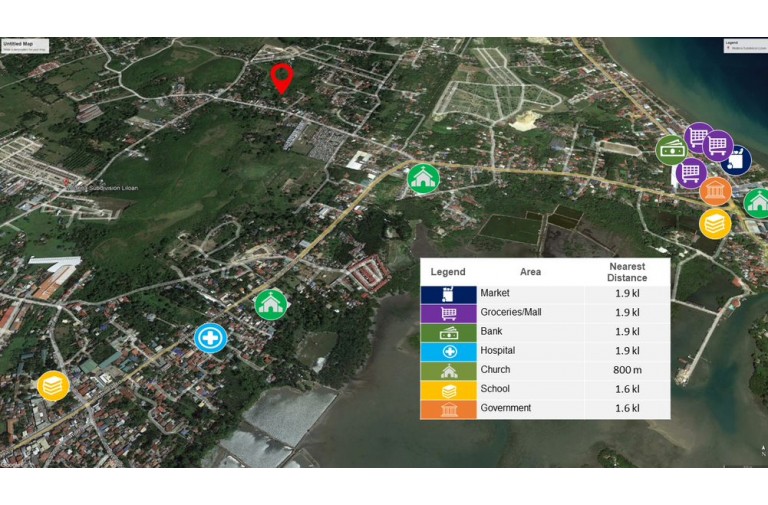 Untitled Map
Legend
Subdivision Liloan
Legend Area Nearest Distance
Market 1.9 kl
Groceries/Mall 1.9 kl
Bank 1.9 kl
Hospital 1.9 kl
Church 800 m
School 1.6 kl
Government 1.6 kl
N